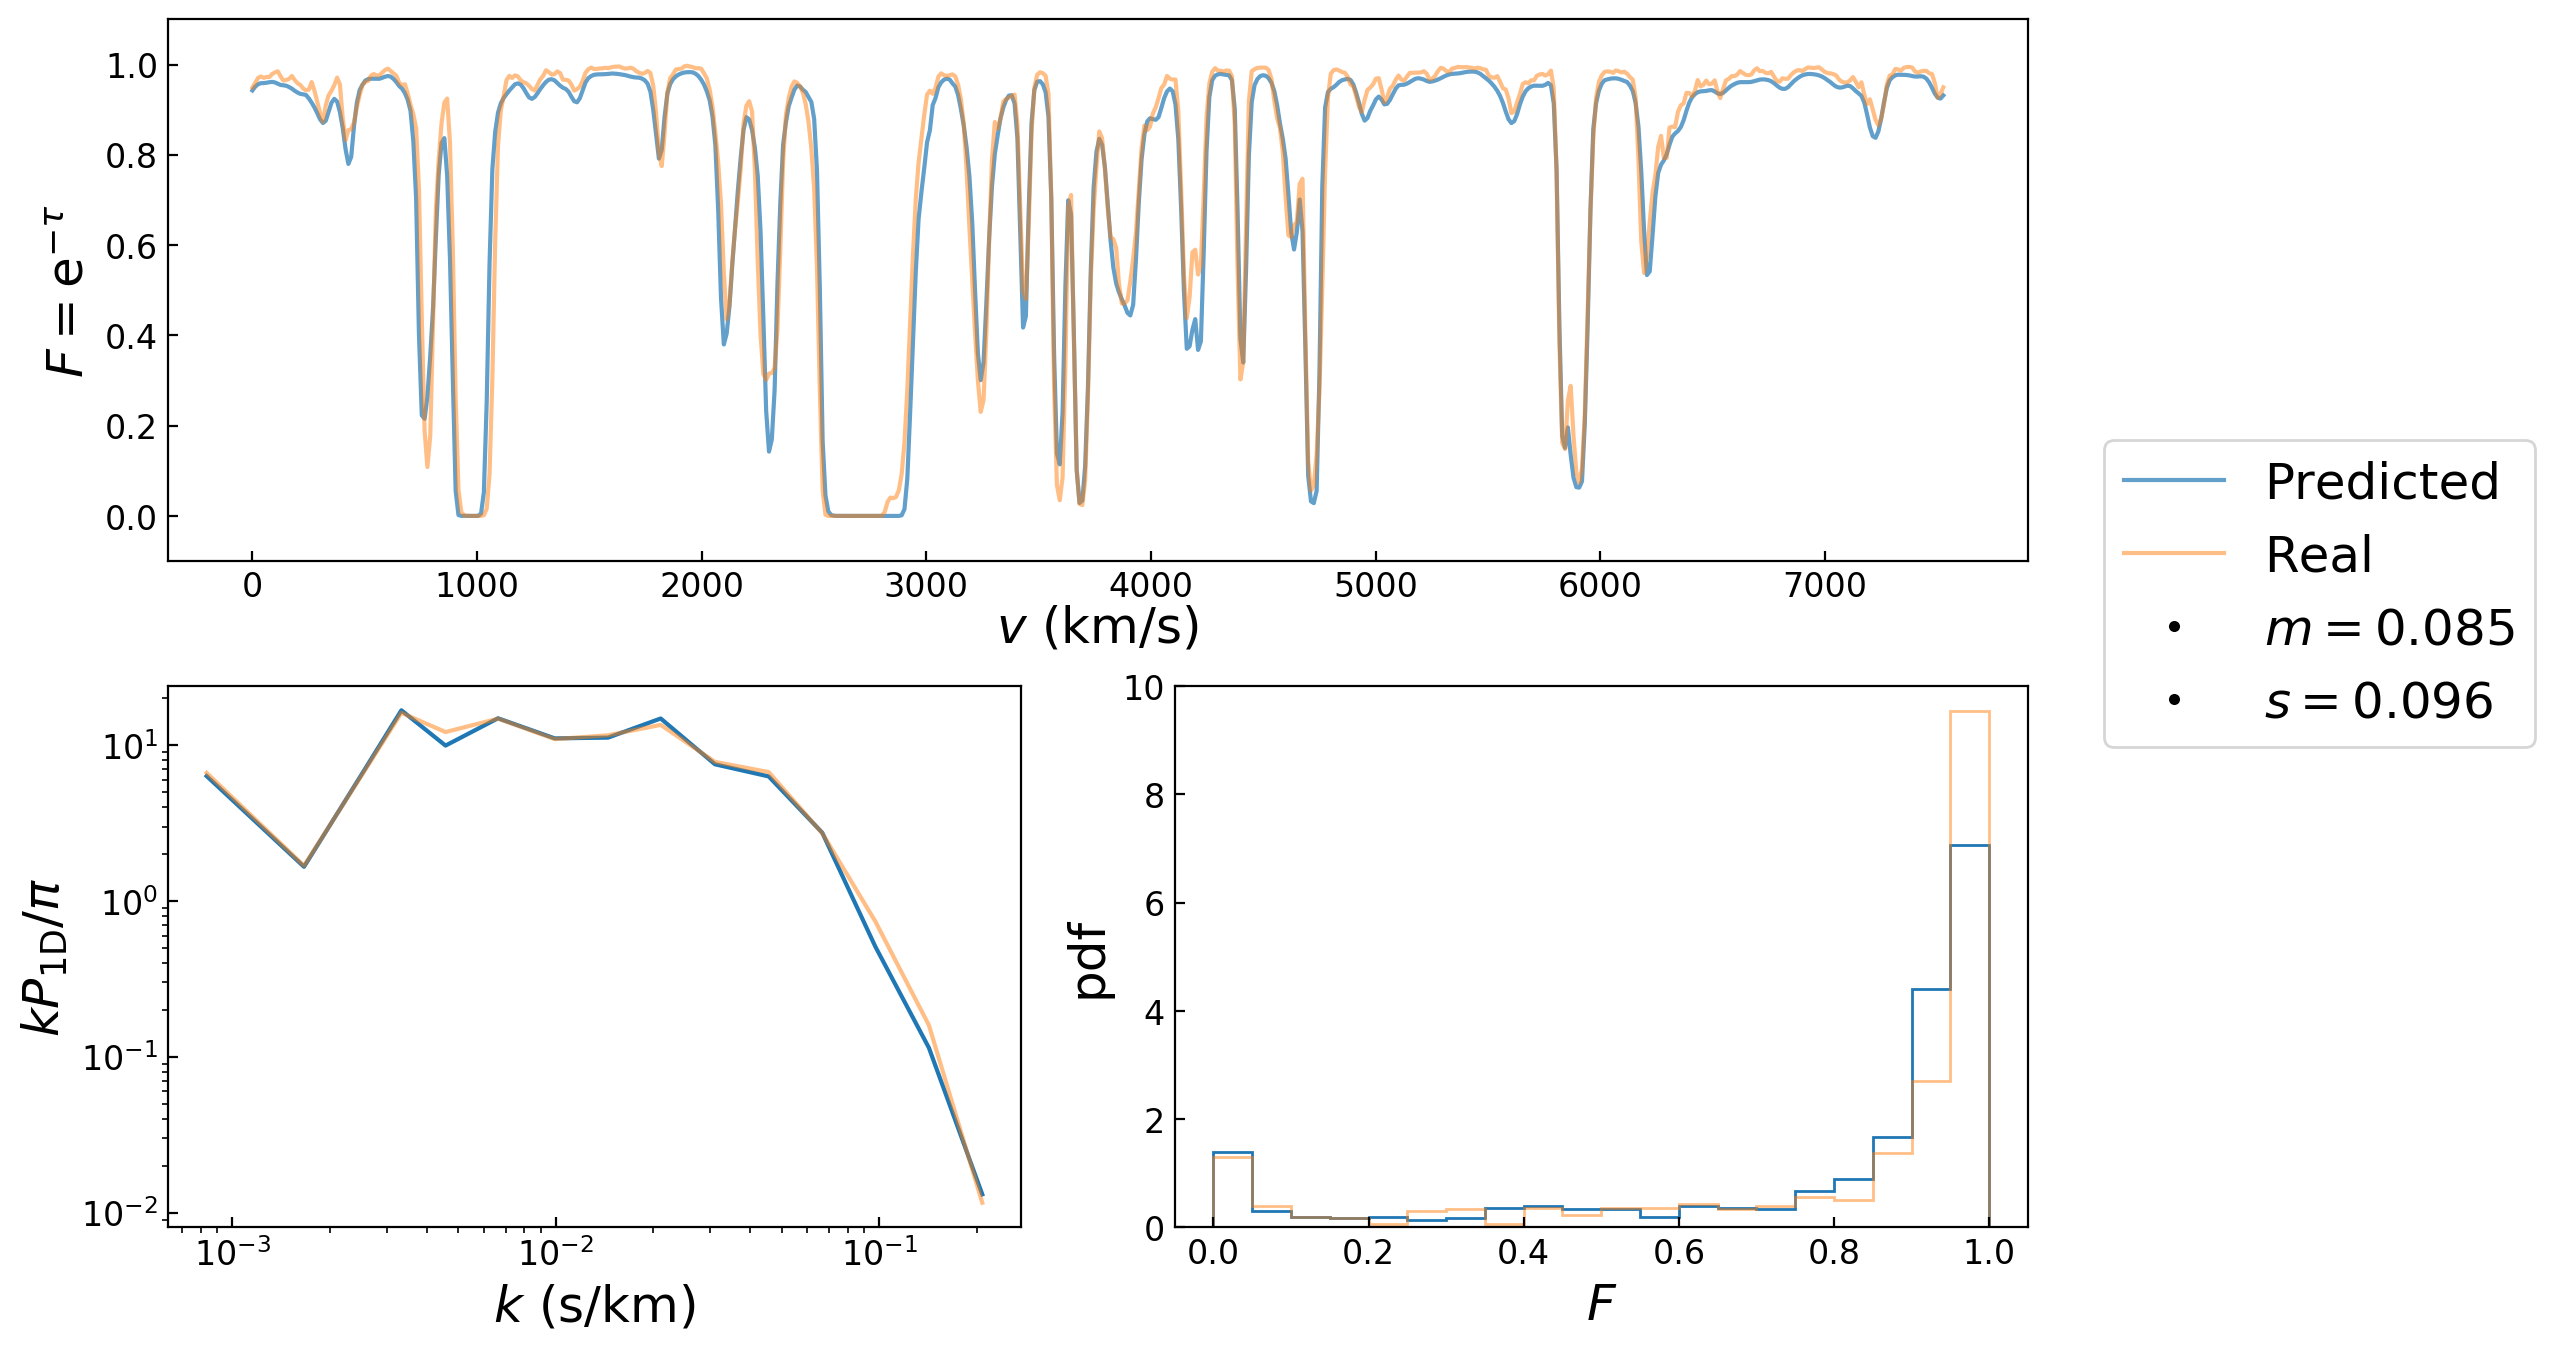 1.0
0.8
0.6
0.4
0.2
0.0
F = e^{−τ}
0 1000 2000 3000 4000 5000 6000 7000
v (km/s)
Predicted
Real
m = 0.085
s = 0.096
10^1
10^0
10^{−1}
10^{−2}
kP_{1D}/π
10^{−3} 10^{−2} 10^{−1}
k (s/km)
10
8
6
4
2
0
pdf
0.0 0.2 0.4 0.6 0.8 1.0
F